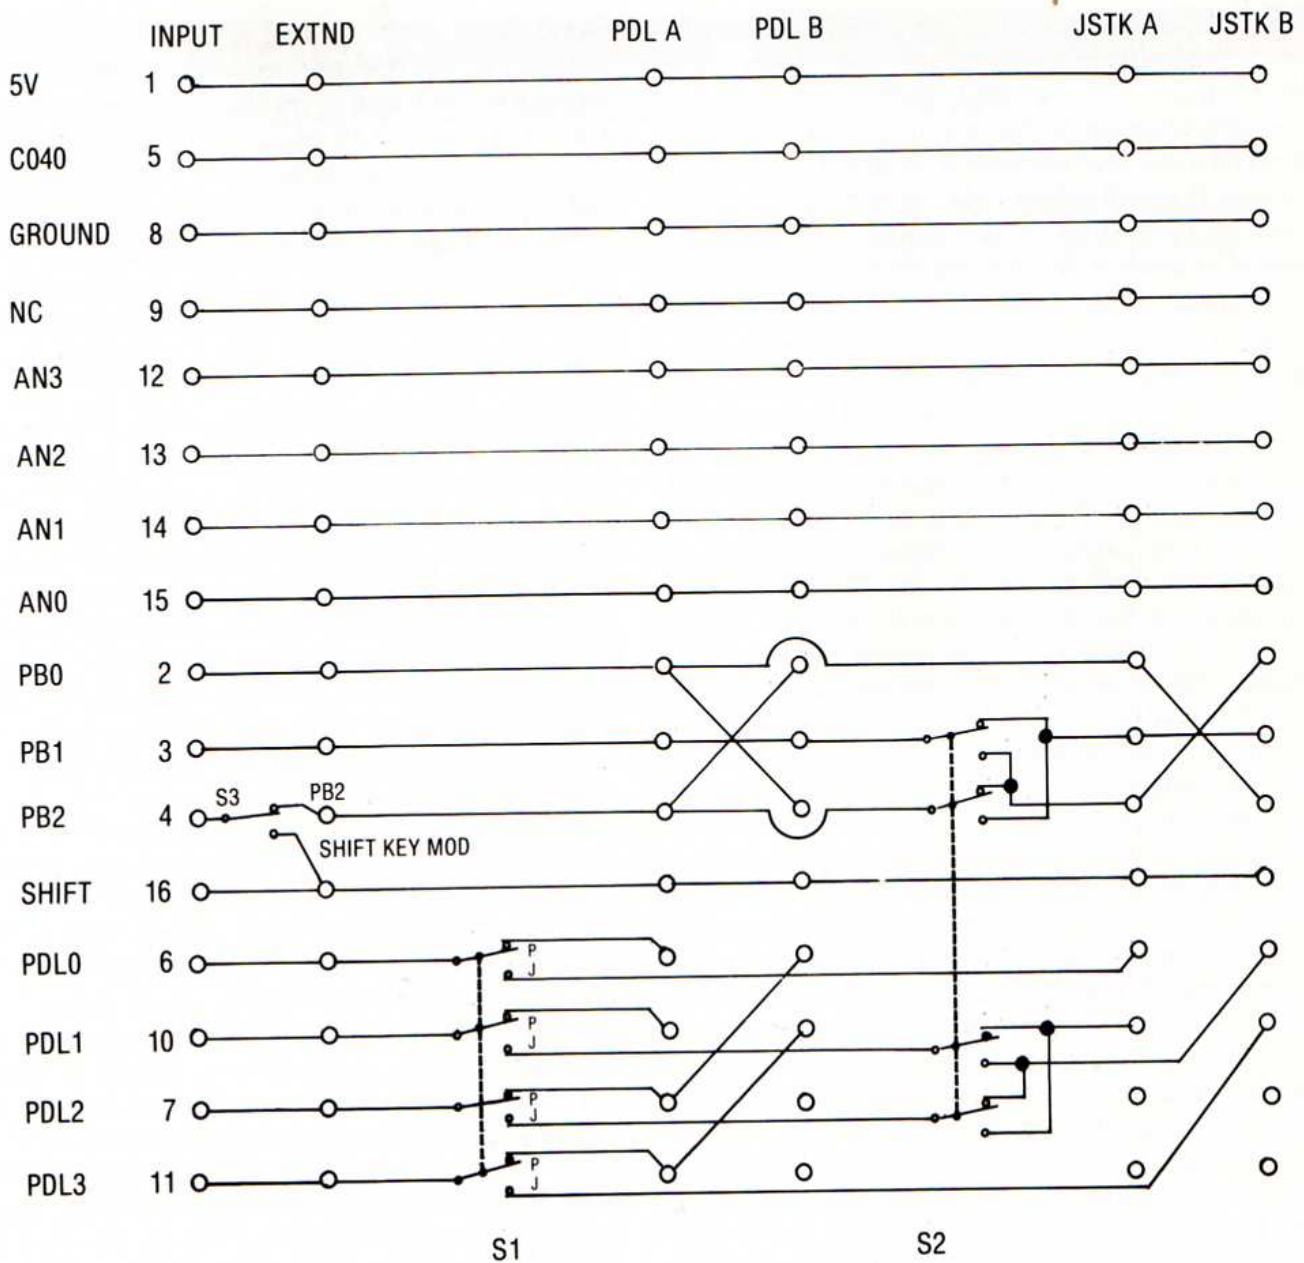 INPUT EXTND PDL A PDL B JSTK A JSTK B
5V 1
C040 5
GROUND 8
NC 9
AN3 12
AN2 13
AN1 14
AN0 15
PB0 2
PB1 3
S3 PB2
PB2 4
SHIFT KEY MOD
SHIFT 16
P
PDL0 6 J
P
PDL1 10 J
P
PDL2 7 J
P
PDL3 11 J
S1 S2